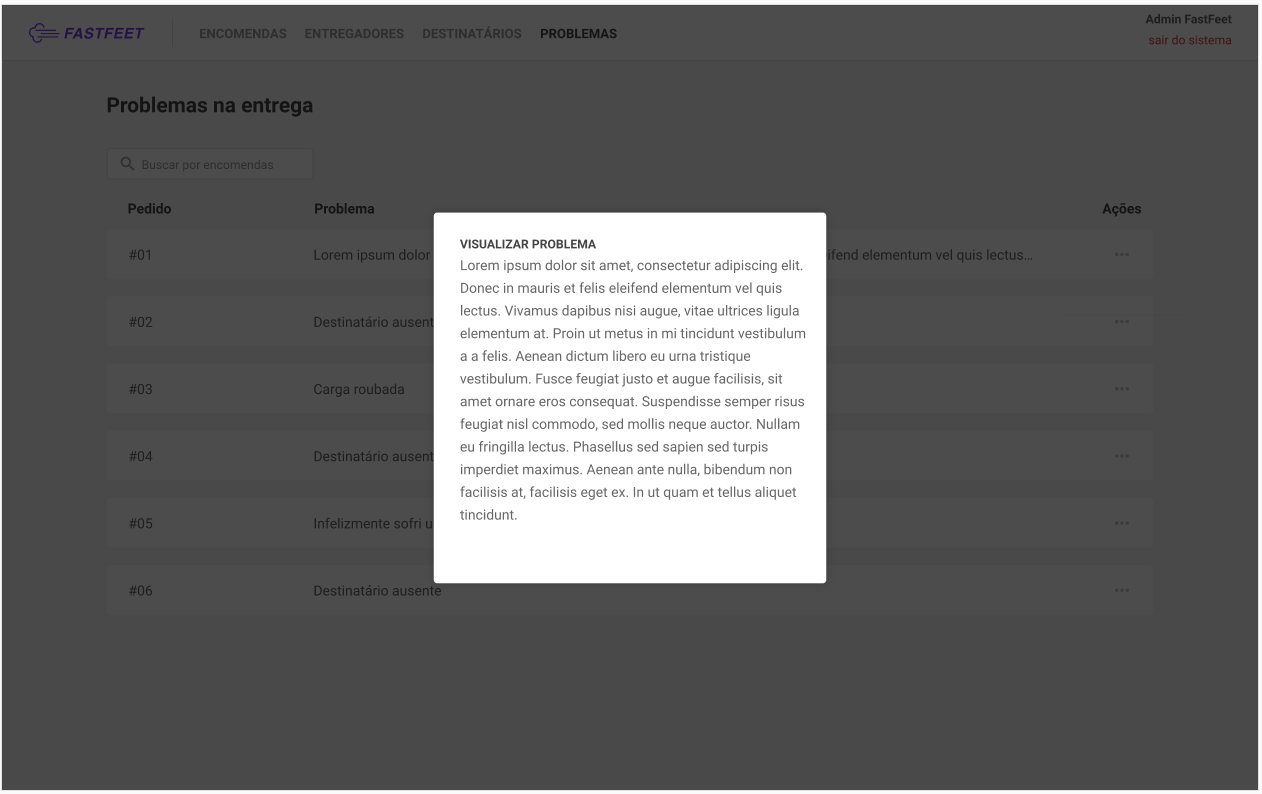 FASTFEET
ENCOMENDAS ENTREGADORES DESTINATÁRIOS PROBLEMAS
Admin FastFeet
sair do sistema
Problemas na entrega
Buscar por encomendas
Pedido Problema Ações
#01 Lorem ipsum dolor elementum vel quis lectus...
#02 Destinatário
#03 Carga roubada
#04 Destinatário
#05 Infelizmente sofri
#06 Destinatário ausente
VISUALIZAR PROBLEMA
Lorem ipsum dolor sit amet, consectetur adipiscing elit.
Donec in mauris et felis eleifend elementum vel quis
lectus. Vivamus dapibus nisi augue, vitae ultrices ligula
elementum at. Proin ut metus in mi tincidunt vestibulum
a a felis. Aenean dictum libero eu urna tristique
vestibulum. Fusce feugiat justo et augue facilisis, sit
amet ornare eros consequat. Suspendisse semper risus
feugiat nisl commodo, sed mollis neque auctor. Nullam
eu fringilla lectus. Phasellus sed sapien sed turpis
imperdiet maximus. Aenean ante nulla, bibendum non
facilisis at, facilisis eget ex. In ut quam et tellus aliquet
tincidunt.